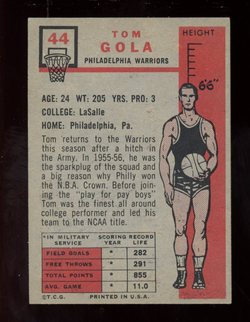 44
TOM
GOLA
PHILADELPHIA WARRIORS
HEIGHT
6'6"
AGE: 24 WT: 205 YRS. PRO: 3
COLLEGE: LaSalle
HOME: Philadelphia, Pa.
Tom returns to the Warriors
this season after a hitch in
the Army. In 1955-56, he was
the sparkplug of the squad and
a big reason why Philly won
the N.B.A. Crown. Before join-
ing the "play for pay boys"
Tom was the finest all around
college performer and led his
team to the NCAA title.
*IN MILITARY SERVICE SCORING RECORD
YEAR LIFE
FIELD GOALS * 282
FREE THROWS * 291
TOTAL POINTS * 855
AVG. GAME * 11.0
©T.C.G. PRINTED IN U.S.A.